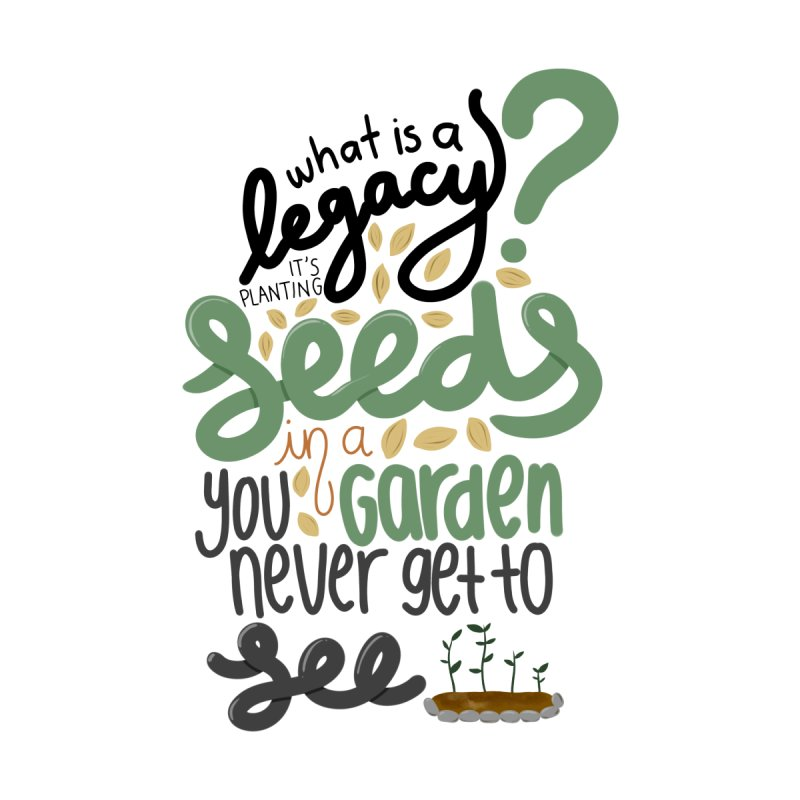 what is a
legacy?
IT'S
PLANTING
Seeds
in a
you Garden
never get to
see